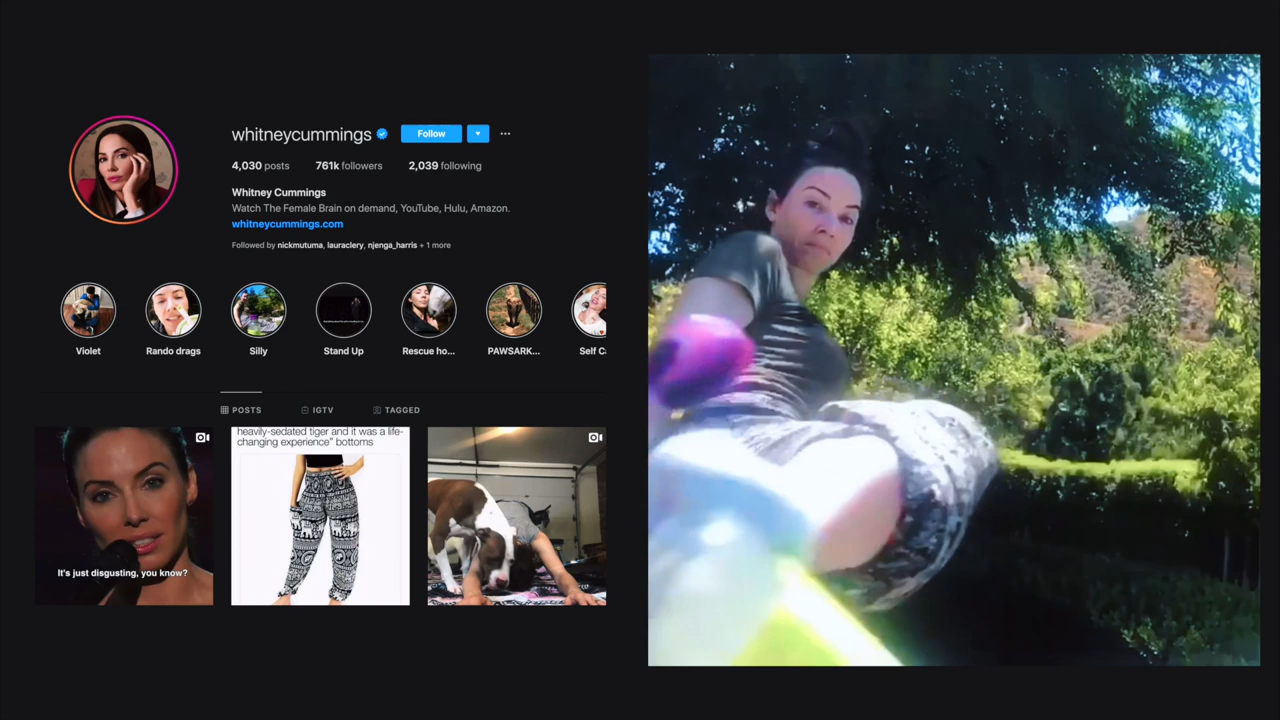 whitneycummings
Follow
4,030 posts 761k followers 2,039 following
Whitney Cummings
Watch The Female Brain on demand, YouTube, Hulu, Amazon.
whitneycummings.com
Followed by nickmutuma, lauraclery, njenga_harris + 1 more
Violet Rando drags Silly Stand Up Rescue ho... PAWSARK... Self Ca
POSTS IGTV TAGGED
heavily-sedated tiger and it was a life-
changing experience" bottoms
It's just disgusting, you know?